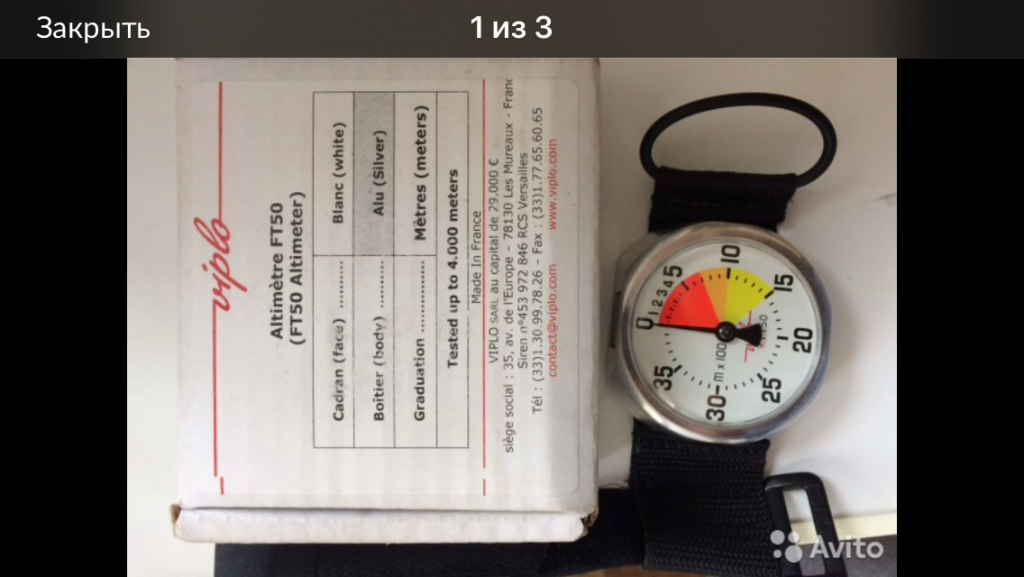 Закрыть
1 из 3
viplo
Altimètre FT50
(FT50 Altimeter)
Cadran (face) .......... Blanc (white)
Boîtier (body) .......... Alu (Silver)
Graduation .............. Mètres (meters)
Tested up to 4.000 meters
Made In France
VIPLO SARL au capital de 29.000 €
siège social : 35, av. de l'Europe - 78130 Les Mureaux - Franc
Siren n°453 972 846 RCS Versailles
Tél : (33)1.30.99.78.26 - Fax : (33)1.77.65.60.65
contact@viplo.com www.viplo.com
0 1 2 3 4 5 10 15 20 25 30 35
m x 100
Avito